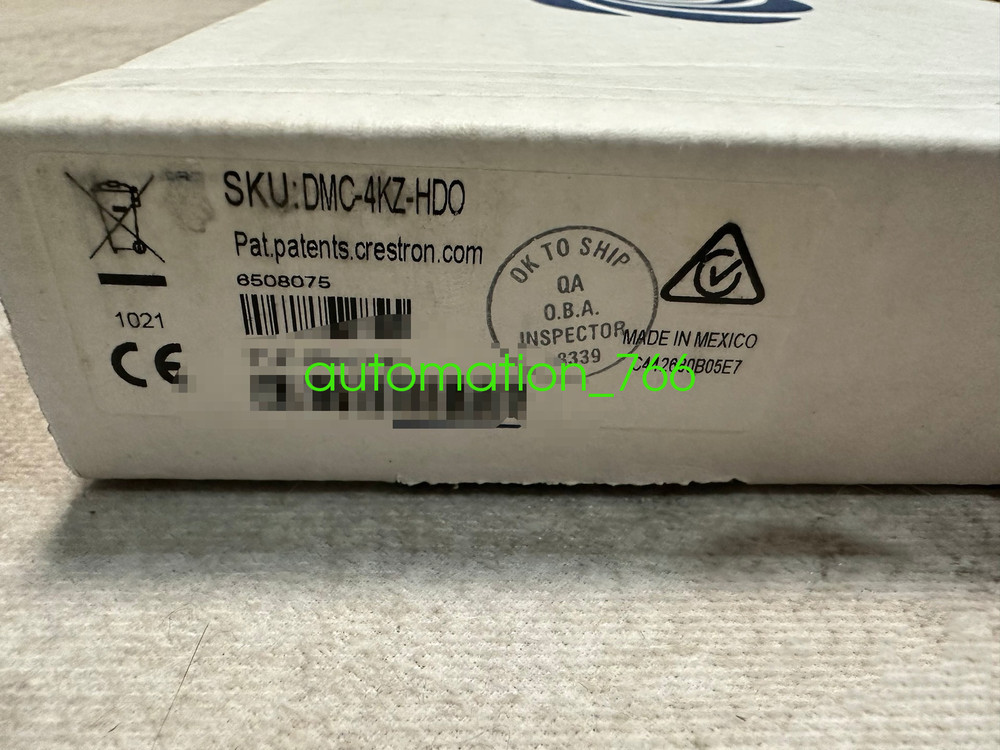 SKU:DMC-4KZ-HDO
Pat.patents.crestron.com
6508075
1021
CE
OK TO SHIP
QA
O.B.A.
INSPECTOR
8339
MADE IN MEXICO
automation_766